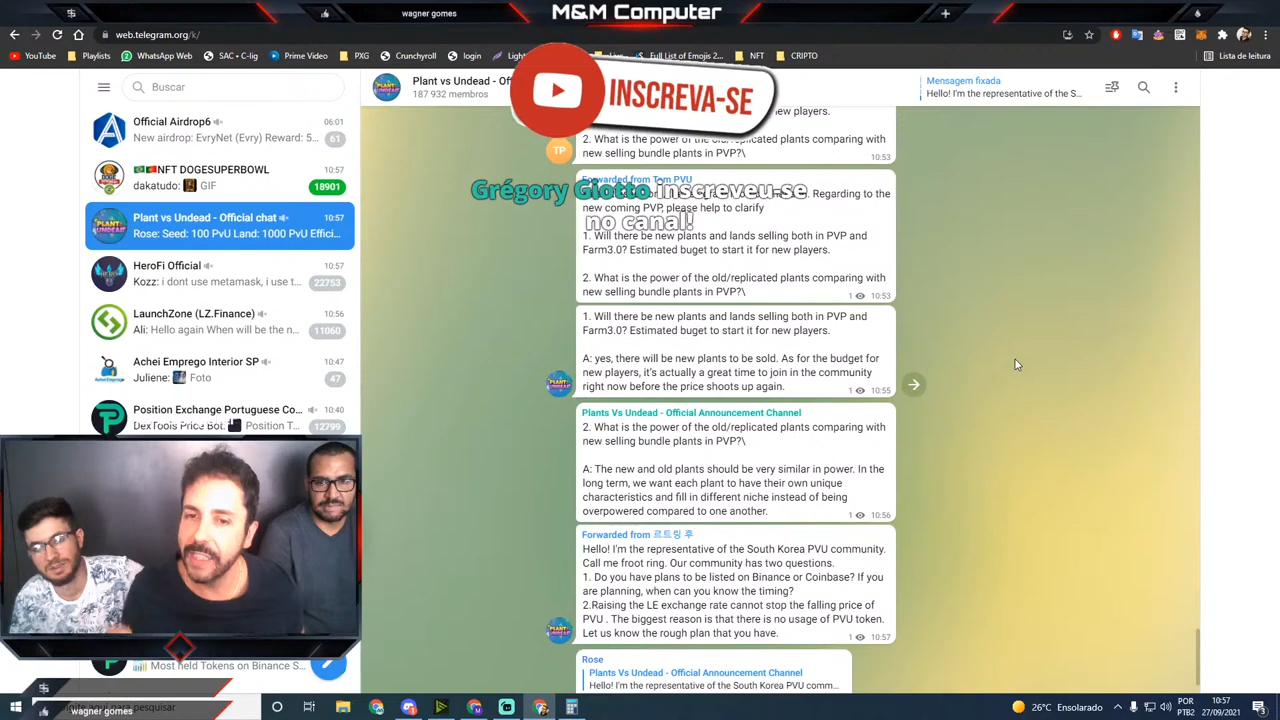 wagner gomes
wagner gomes
M&M Computer
web.telegram.org/k/
YouTube
Playlists
WhatsApp Web
SAC • C-lig
Prime Video
PORTAL
Crunchyroll
login
Full List of Emojis 2...
NFT
CRIPTO
Lista de leitura
INSCREVA-SE
Buscar
Plant vs Undead - Of
187 932 membros
Mensagem fixada
Hello! I'm the representative of the S...
Official Airdrop6
06:01
New airdrop: EvryNet (Evry) Reward: 5...
61
NFT DOGESUPERBOWL
10:57
dakatudo: GIF
18901
Plant vs Undead - Official chat
10:57
Rose: Seed: 100 PvU Land: 1000 PvU Effici...
HeroFi Official
10:57
Kozz: i dont use metamask, i use t...
22753
LaunchZone (LZ.Finance)
10:56
Ali: Hello again When will be the n...
11060
Achei Emprego Interior SP
10:47
Juliene: Foto
47
Position Exchange Portuguese Co...
10:40
DexTools Price Bot: Position T...
12799
Most held Tokens on Binance S...
new players.
2. What is the power of the old/replicated plants comparing with
new selling bundle plants in PVP?\
10:53
TP
Forwarded from Tom PVU
Regarding to the
new coming PVP, please help to clarify
Grégory Giotto inscreveu-se
no canal!
1. Will there be new plants and lands selling both in PVP and
Farm3.0? Estimated buget to start it for new players.
2. What is the power of the old/replicated plants comparing with
new selling bundle plants in PVP?\
1 10:53
1. Will there be new plants and lands selling both in PVP and
Farm3.0? Estimated buget to start it for new players.
A: yes, there will be new plants to be sold. As for the budget for
new players, it's actually a great time to join in the community
right now before the price shoots up again.
1 10:55
Plants Vs Undead - Official Announcement Channel
2. What is the power of the old/replicated plants comparing with
new selling bundle plants in PVP?\
A: The new and old plants should be very similar in power. In the
long term, we want each plant to have their own unique
characteristics and fill in different niche instead of being
overpowered compared to one another.
1 10:56
Forwarded from 르트링 후
Hello! I'm the representative of the South Korea PVU community.
Call me froot ring. Our community has two questions.
1. Do you have plans to be listed on Binance or Coinbase? If you
are planning, when can you know the timing?
2.Raising the LE exchange rate cannot stop the falling price of
PVU . The biggest reason is that there is no usage of PVU token.
Let us know the rough plan that you have.
1 10:57
Rose
Plants Vs Undead - Official Announcement Channel
Hello! I'm the representative of the South Korea PVU comm...
wagner gomes
aqui para pesquisar
26°C Ensolarado
POR
PTB2
10:57
27/09/2021
3